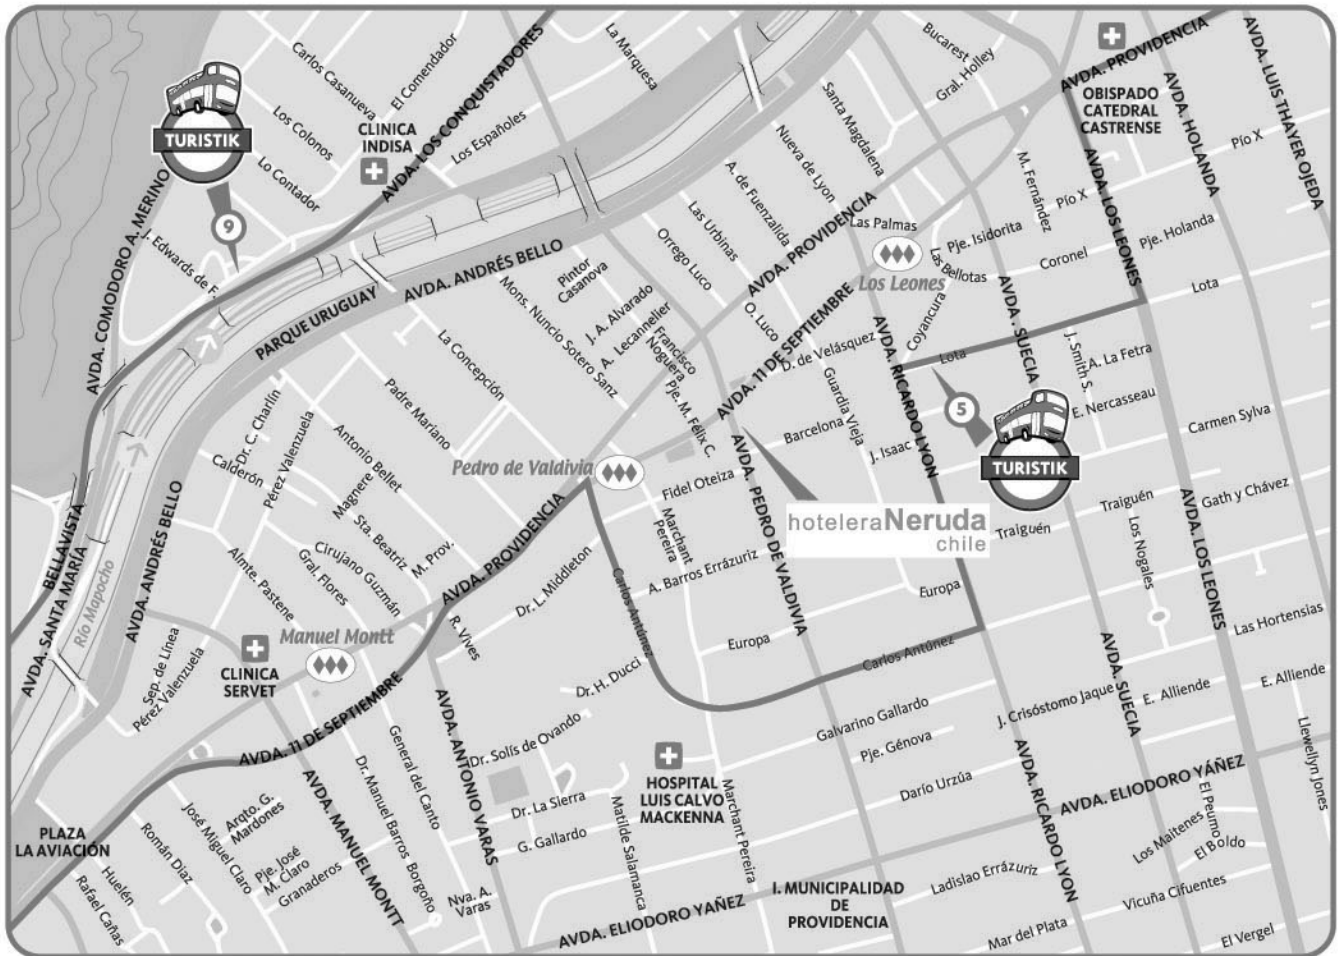 AVDA. PROVIDENCIA
AVDA. LUIS THAYER OJEDA
Bucarest
Gral. Holley
La Marquesa
AVDA. LOS CONQUISTADORES
El Comendador
Carlos Casanueva
OBISPADO
CATEDRAL
CASTRENSE
AVDA. HOLANDA
Santa Magdalena
Los Colonos
CLINICA
INDISA
Los Españoles
TURISTIK
Nueva de Lyon
Pío X
Lo Contador
M. Fernández
AVDA. LOS LEONES
A. de Fuenzalida
Pío X
AVDA. COMODORO A. MERINO
9
J. Edwards de F.
Las Urbinas
Las Palmas
Pje. Isidorita
Pje. Holanda
Orrego Luco
AVDA. PROVIDENCIA
Las Bellotas
Coronel
Los Leones
AVDA. ANDRÉS BELLO
Pintor
Casanova
Lota
PARQUE URUGUAY
Mons. Nuncio Sotero Sanz
J. A. Alvarado
A. Lecannelier
Francisco
Noguera
O. Luco
AVDA. 11 DE SEPTIEMBRE
Coyancura
AVDA. SUECIA
La Concepción
D. de Velásquez
Lota
J. Smith S.
A. La Fetra
Padre Mariano
Pje. M. Félix C.
Guardia Vieja
AVDA. RICARDO LYON
5
E. Nercasseau
Dr. C. Charlín
Carmen Sylva
Pérez Valenzuela
Antonio Bellet
Barcelona
J. Isaac
Calderón
Magnere
Pedro de Valdivia
AVDA. PEDRO DE VALDIVIA
TURISTIK
Fidel Oteiza
Gath y Chávez
Traiguén
AVDA. ANDRÉS BELLO
Sta. Beatriz
Marchant
Pereira
hoteleraNeruda
chile
Traiguén
Los Nogales
AVDA. LOS LEONES
BELLAVISTA
AVDA. SANTA MARÍA
Río Mapocho
Almte. Pastene
Cirujano Guzmán
Gral. Flores
M. Prov.
AVDA. PROVIDENCIA
Dr. L. Middleton
A. Barros Errázuriz
Carlos Antúnez
Europa
Europa
Las Hortensias
Manuel Montt
R. Vives
Carlos Antúnez
Sep. de Línea
Pérez Valenzuela
CLINICA
SERVET
Dr. H. Ducci
J. Crisóstomo Jaque
AVDA. SUECIA
E. Alliende
E. Alliende
AVDA. 11 DE SEPTIEMBRE
AVDA. ANTONIO VARAS
Galvarino Gallardo
Llewellyn Jones
Dr. Solís de Ovando
Pje. Génova
General del Canto
Dr. Manuel Barros Borgoño
AVDA. MANUEL MONTT
HOSPITAL
LUIS CALVO
MACKENNA
Darío Urzúa
AVDA. RICARDO LYON
AVDA. ELIODORO YÁÑEZ
Dr. La Sierra
Matilde Salamanca
Marchant Pereira
El Peumo
Los Maitenes
El Boldo
Arqto. G.
Mardones
José Miguel Claro
G. Gallardo
PLAZA
LA AVIACIÓN
Román Diaz
Pje. José
M. Claro
Granaderos
Huelén
Rafael Cañas
Nva. A.
Varas
I. MUNICIPALIDAD
DE
PROVIDENCIA
Ladislao Errázuriz
Vicuña Cifuentes
AVDA. ELIODORO YAÑEZ
Mar del Plata
El Vergel